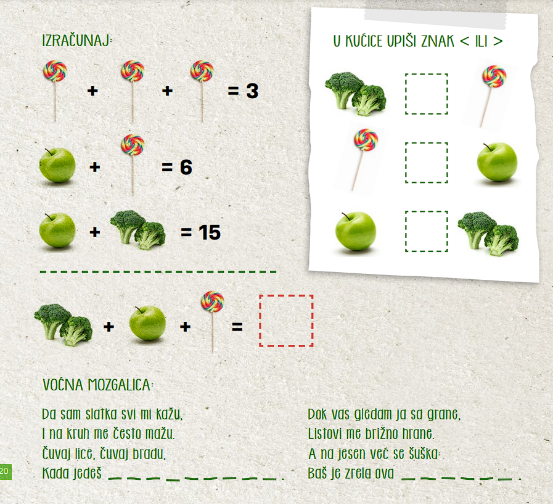 IZRAČUNAJ:
+ + = 3
+ = 6
+ = 15
+ + =
U KUĆICE UPIŠI ZNAK < ILI >
VOĆNA MOZGALICA:
Da sam slatka svi mi kažu,
I na kruh me često mažu.
Čuvaj lice, čuvaj bradu,
Kada jedeš _ _ _ _ _ _ _ _ _ _.
Dok vas gledam ja sa grane,
Listovi me brižno hrane.
A na jesen već se šuška:
Baš je zrela ova _ _ _ _ _ _.
20